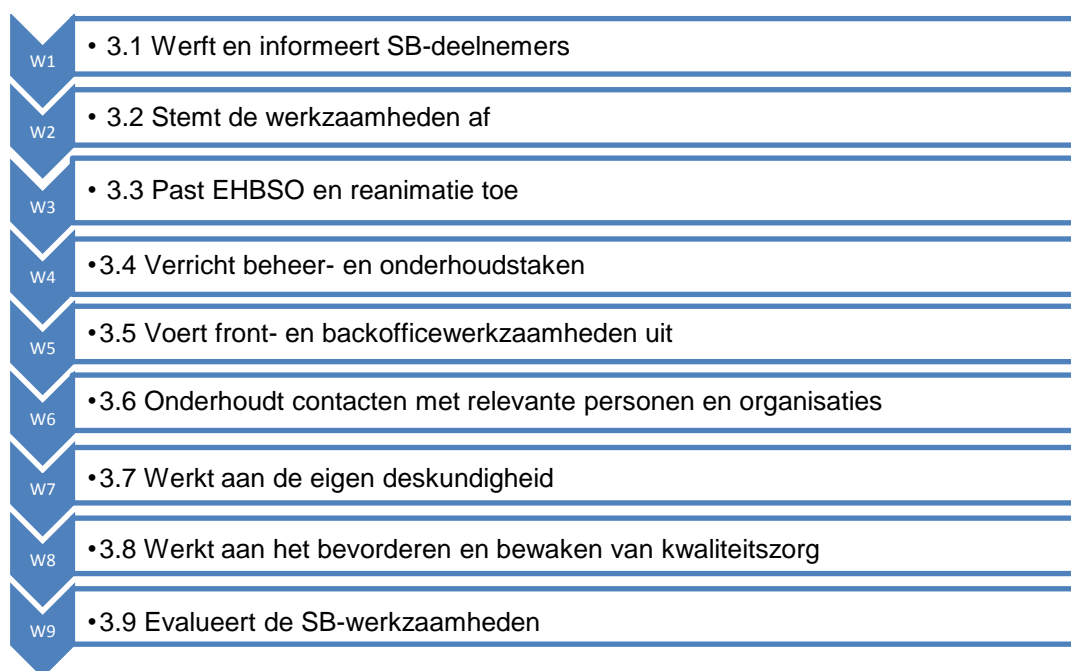 W1 • 3.1 Werft en informeert SB-deelnemers
W2 • 3.2 Stemt de werkzaamheden af
W3 • 3.3 Past EHBSO en reanimatie toe
W4 •3.4 Verricht beheer- en onderhoudstaken
W5 •3.5 Voert front- en backofficewerkzaamheden uit
W6 •3.6 Onderhoudt contacten met relevante personen en organisaties
W7 •3.7 Werkt aan de eigen deskundigheid
W8 •3.8 Werkt aan het bevorderen en bewaken van kwaliteitszorg
W9 •3.9 Evalueert de SB-werkzaamheden